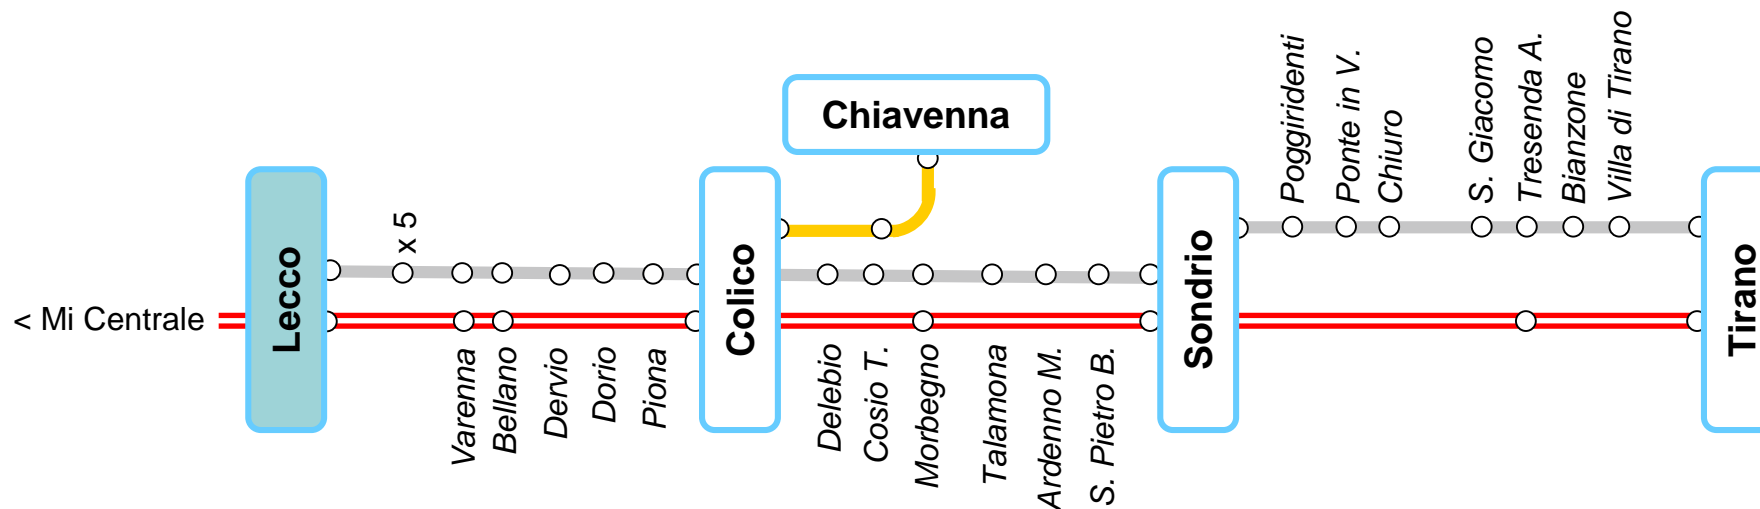 < Mi Centrale
Lecco
x 5
Varenna
Bellano
Dervio
Dorio
Piona
Colico
Chiavenna
Delebio
Cosio T.
Morbegno
Talamona
Ardenno M.
S. Pietro B.
Sondrio
Poggiridenti
Ponte in V.
Chiuro
S. Giacomo
Tresenda A.
Bianzone
Villa di Tirano
Tirano